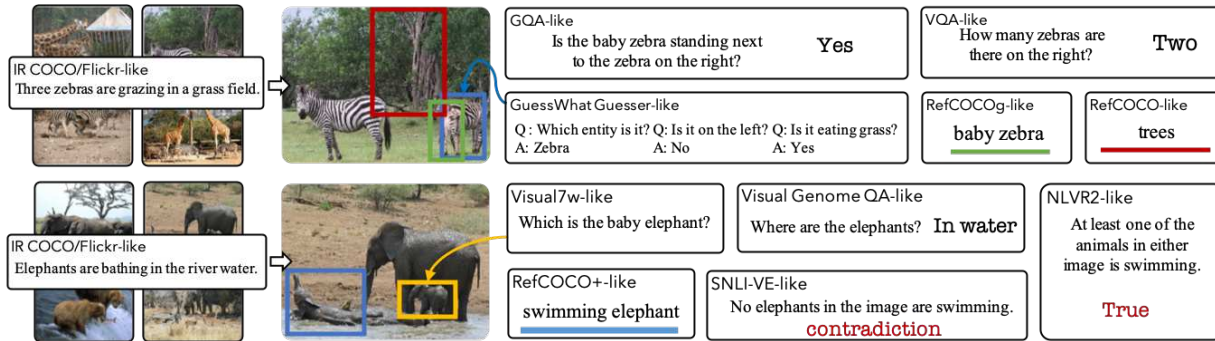 IR COCO/Flickr-like
Three zebras are grazing in a grass field.
GQA-like
Is the baby zebra standing next
to the zebra on the right?
Yes
VQA-like
How many zebras are
there on the right?
Two
GuessWhat Guesser-like
Q : Which entity is it? Q: Is it on the left? Q: Is it eating grass?
A: Zebra A: No A: Yes
RefCOCOg-like
baby zebra
RefCOCO-like
trees
IR COCO/Flickr-like
Elephants are bathing in the river water.
Visual7w-like
Which is the baby elephant?
Visual Genome QA-like
Where are the elephants? In water
NLVR2-like
At least one of the
animals in either
image is swimming.
True
RefCOCO+-like
swimming elephant
SNLI-VE-like
No elephants in the image are swimming.
contradiction